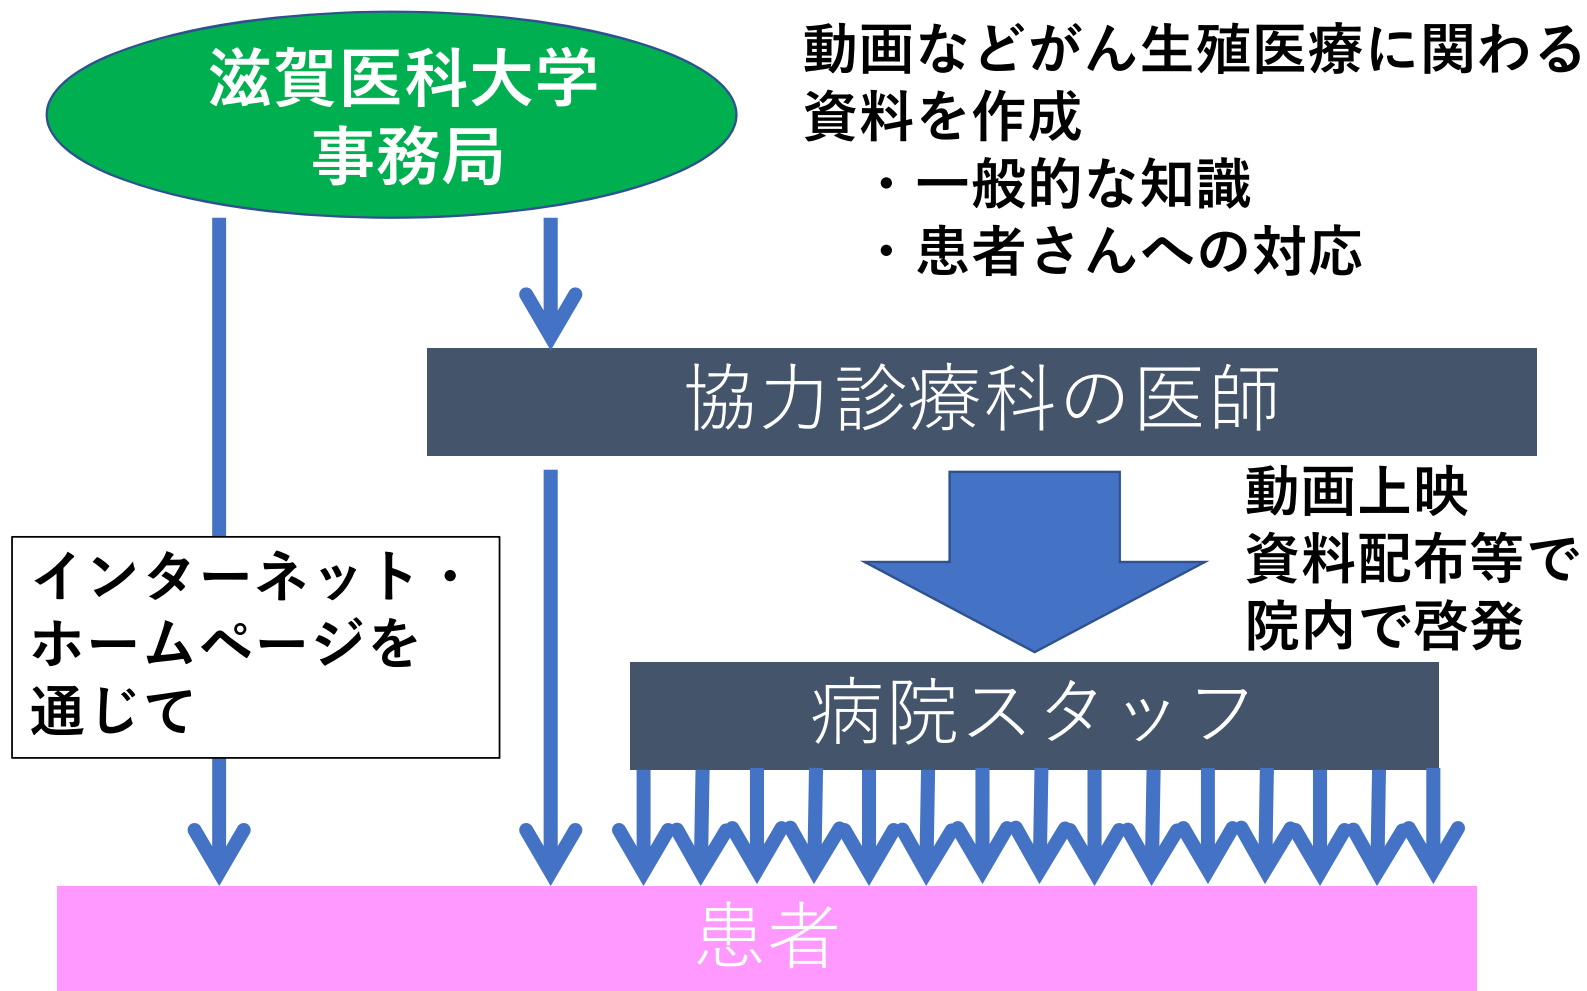 滋賀医科大学
事務局
動画などがん生殖医療に関わる
資料を作成
・一般的な知識
・患者さんへの対応
協力診療科の医師
動画上映
資料配布等で
院内で啓発
インターネット・
ホームページを
通じて
病院スタッフ
患者